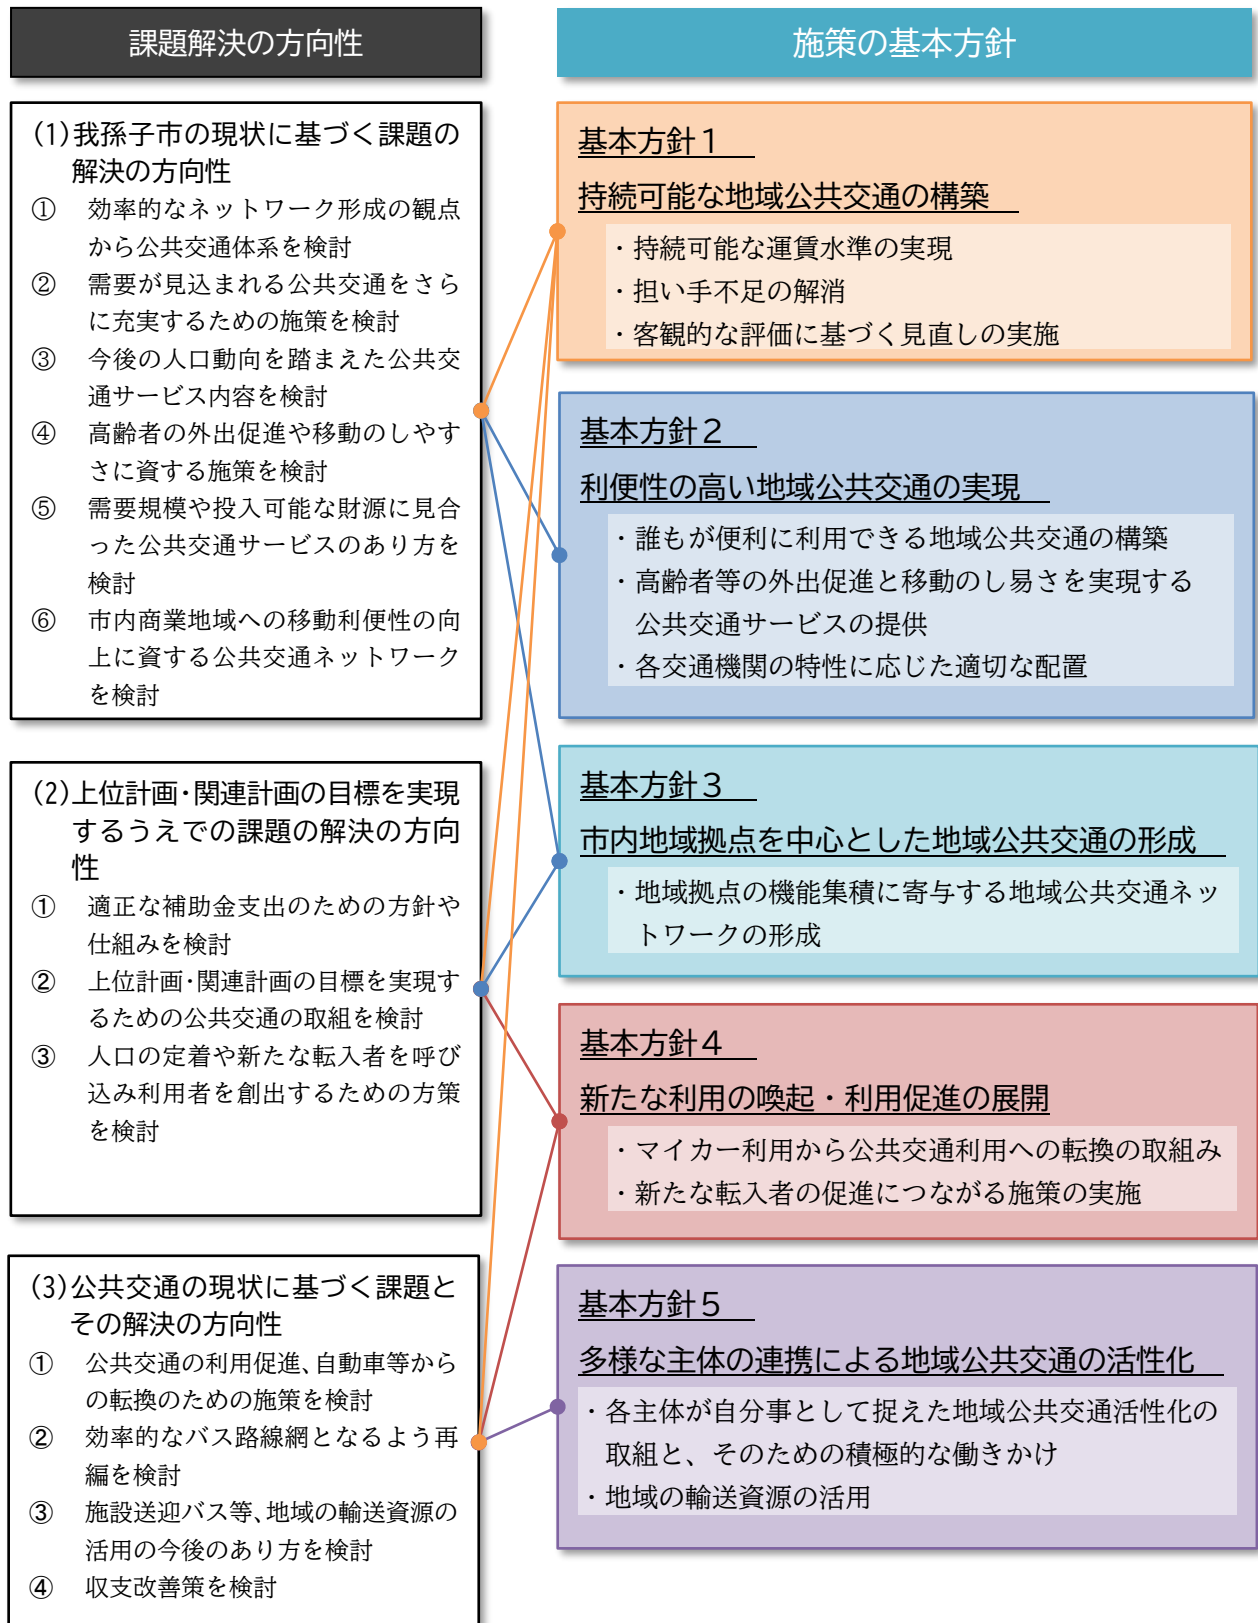 課題解決の方向性
(1)我孫子市の現状に基づく課題の
解決の方向性
① 効率的なネットワーク形成の観点
から公共交通体系を検討
② 需要が見込まれる公共交通をさら
に充実するための施策を検討
③ 今後の人口動向を踏まえた公共交
通サービス内容を検討
④ 高齢者の外出促進や移動のしやす
さに資する施策を検討
⑤ 需要規模や投入可能な財源に見合
った公共交通サービスのあり方を
検討
⑥ 市内商業地域への移動利便性の向
上に資する公共交通ネットワーク
を検討
(2)上位計画・関連計画の目標を実現
するうえでの課題の解決の方向
性
① 適正な補助金支出のための方針や
仕組みを検討
② 上位計画・関連計画の目標を実現す
るための公共交通の取組を検討
③ 人口の定着や新たな転入者を呼び
込み利用者を創出するための方策
を検討
(3)公共交通の現状に基づく課題と
その解決の方向性
① 公共交通の利用促進、自動車等から
の転換のための施策を検討
② 効率的なバス路線網となるよう再
編を検討
③ 施設送迎バス等、地域の輸送資源の
活用の今後のあり方を検討
④ 収支改善策を検討
施策の基本方針
基本方針１
持続可能な地域公共交通の構築
・持続可能な運賃水準の実現
・担い手不足の解消
・客観的な評価に基づく見直しの実施
基本方針２
利便性の高い地域公共交通の実現
・誰もが便利に利用できる地域公共交通の構築
・高齢者等の外出促進と移動のし易さを実現する
公共交通サービスの提供
・各交通機関の特性に応じた適切な配置
基本方針３
市内地域拠点を中心とした地域公共交通の形成
・地域拠点の機能集積に寄与する地域公共交通ネッ
トワークの形成
基本方針４
新たな利用の喚起・利用促進の展開
・マイカー利用から公共交通利用への転換の取組み
・新たな転入者の促進につながる施策の実施
基本方針５
多様な主体の連携による地域公共交通の活性化
・各主体が自分事として捉えた地域公共交通活性化の
取組と、そのための積極的な働きかけ
・地域の輸送資源の活用